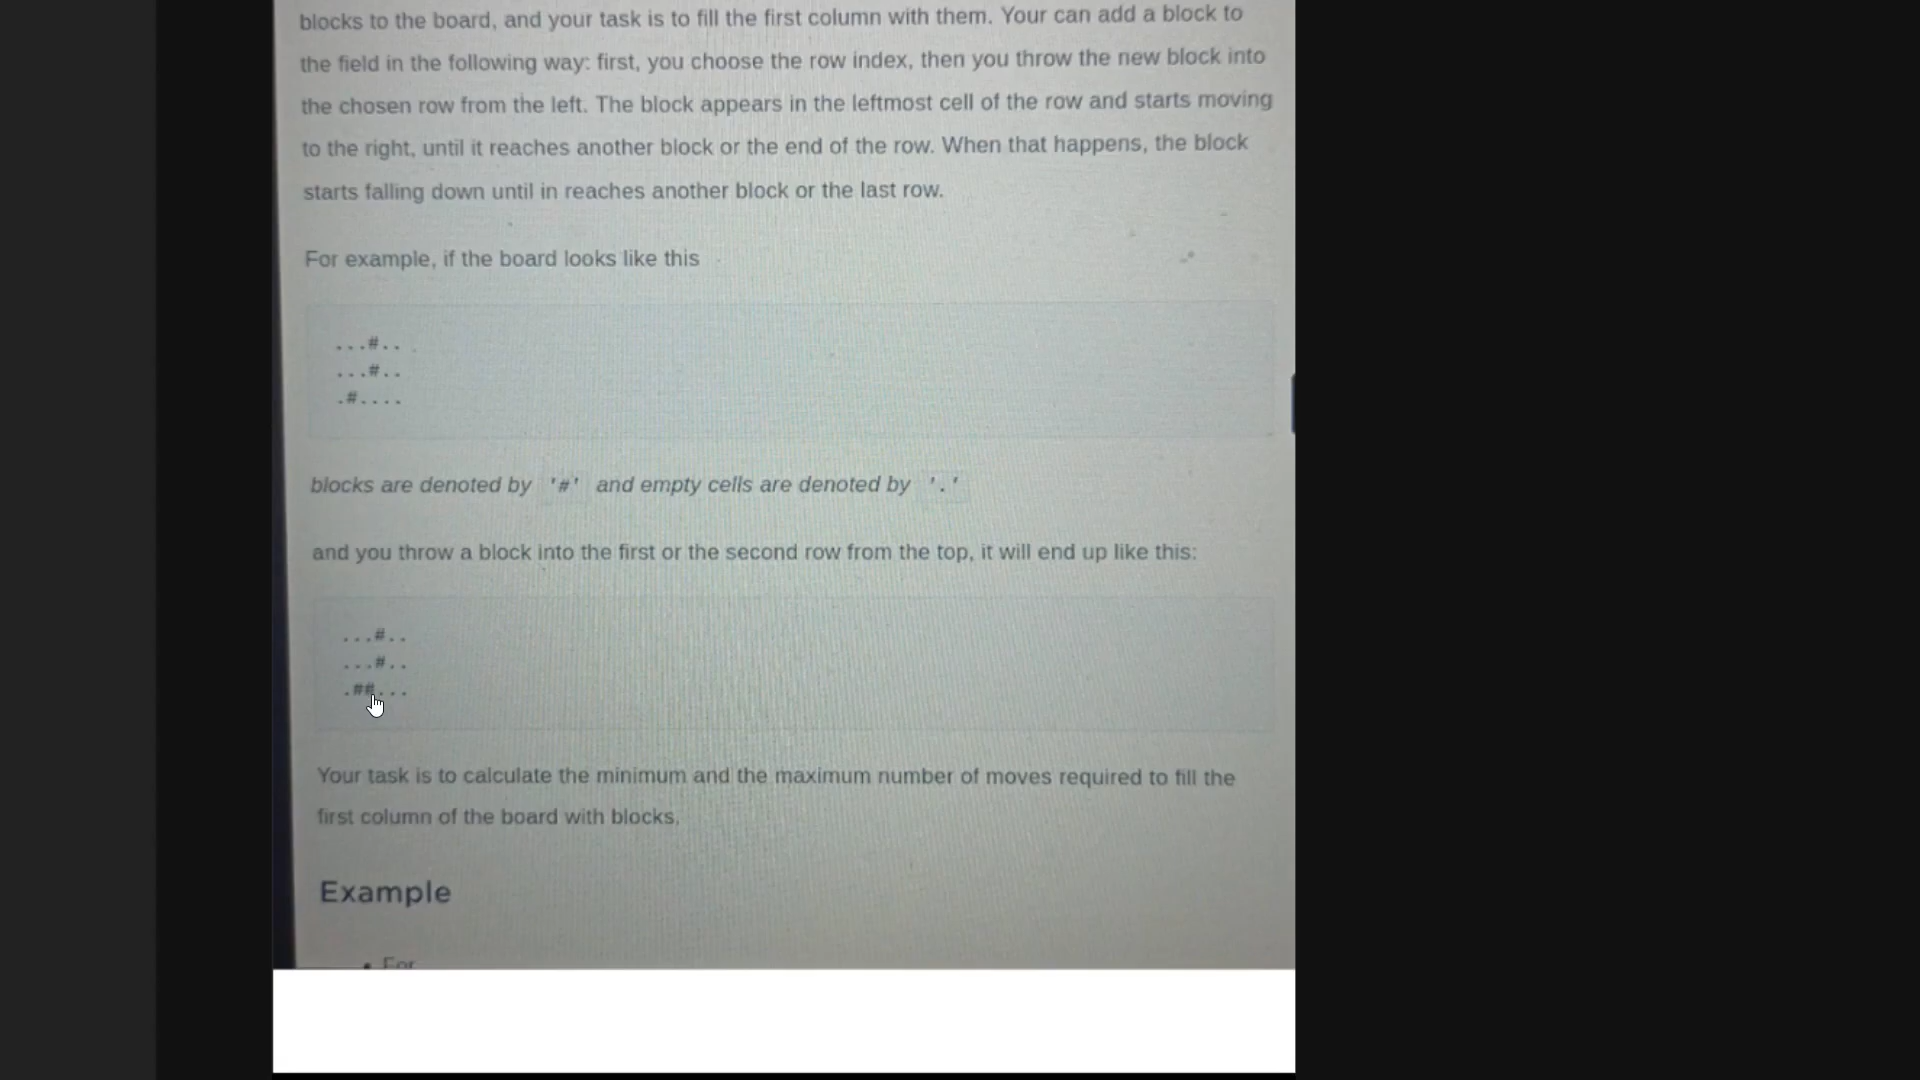 blocks to the board, and your task is to fill the first column with them. Your can add a block to
the field in the following way: first, you choose the row index, then you throw the new block into
the chosen row from the left. The block appears in the leftmost cell of the row and starts moving
to the right, until it reaches another block or the end of the row. When that happens, the block
starts falling down until in reaches another block or the last row.
For example, if the board looks like this
...#..
...#..
.#....
blocks are denoted by '#' and empty cells are denoted by '.'
and you throw a block into the first or the second row from the top, it will end up like this:
...#..
...#..
.##...
Your task is to calculate the minimum and the maximum number of moves required to fill the
first column of the board with blocks.
Example
• For